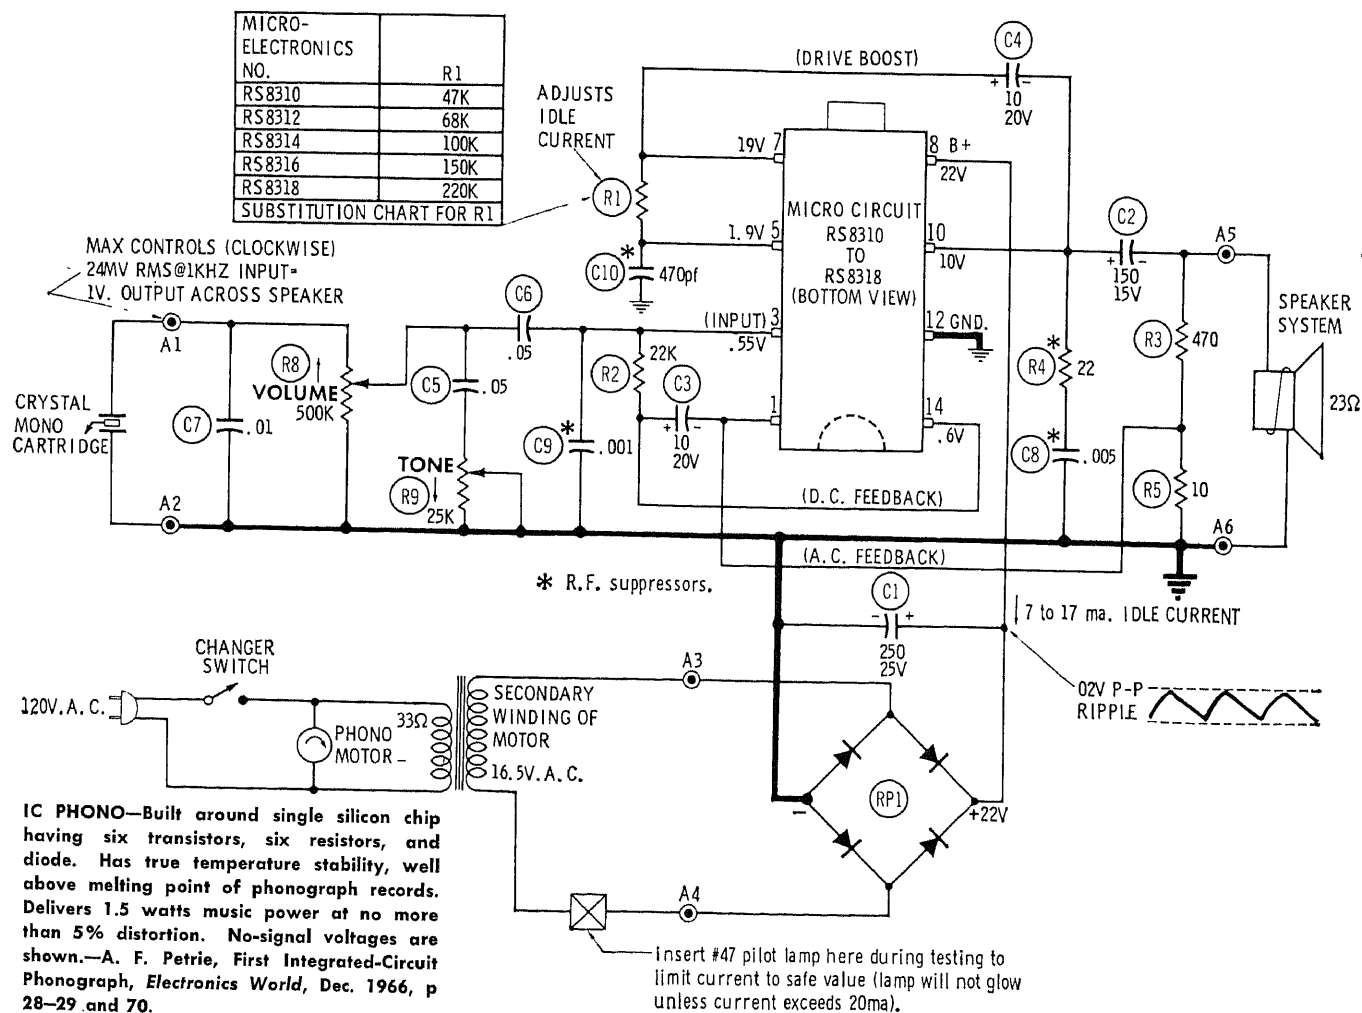 MICRO-
ELECTRONICS
NO. R1
RS8310 47K
RS8312 68K
RS8314 100K
RS8316 150K
RS8318 220K
SUBSTITUTION CHART FOR R1
ADJUSTS
IDLE
CURRENT
(DRIVE BOOST)
C4
+ -
10
20V
19V 7
8 B+
22V
R1
MICRO CIRCUIT
RS8310
TO
RS8318
(BOTTOM VIEW)
1.9V 5
10
10V
*
C10
470pf
C2
+ -
150
15V
A5
MAX CONTROLS (CLOCKWISE)
24MV RMS@1KHZ INPUT=
1V. OUTPUT ACROSS SPEAKER
A1
C6
.05
(INPUT) 3
.55V
12 GND.
R3
470
SPEAKER
SYSTEM
23Ω
CRYSTAL
MONO
CARTRIDGE
C7
.01
R8
VOLUME
500K
C5
.05
22K
R2
C3
+ -
10
20V
1
14
.6V
*
R4
22
*
C9
.001
*
C8
.005
R5
10
TONE
R9
25K
A2
(D.C. FEEDBACK)
(A.C. FEEDBACK)
A6
* R.F. suppressors.
C1
- +
250
25V
7 to 17 ma. IDLE CURRENT
02V P-P
RIPPLE
CHANGER
SWITCH
120V.A.C.
PHONO
MOTOR
33Ω
SECONDARY
WINDING OF
MOTOR
16.5V.A.C.
A3
RP1
-
+22V
A4
Insert #47 pilot lamp here during testing to
limit current to safe value (lamp will not glow
unless current exceeds 20ma).
IC PHONO—Built around single silicon chip
having six transistors, six resistors, and
diode. Has true temperature stability, well
above melting point of phonograph records.
Delivers 1.5 watts music power at no more
than 5% distortion. No-signal voltages are
shown.—A. F. Petrie, First Integrated-Circuit
Phonograph, Electronics World, Dec. 1966, p
28–29 and 70.